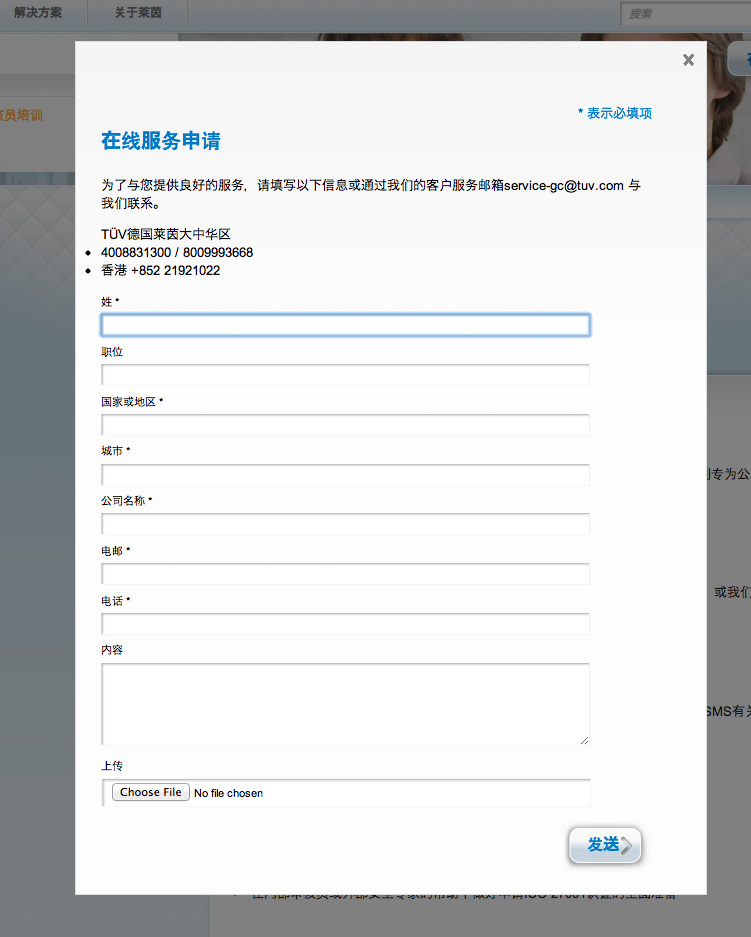 解决方案
关于莱茵
搜索
员培训
* 表示必填项
在线服务申请
为了与您提供良好的服务，请填写以下信息或通过我们的客户服务邮箱service-gc@tuv.com 与
我们联系。
TÜV德国莱茵大中华区
4008831300 / 8009993668
香港 +852 21921022
姓 *
职位
国家或地区 *
城市 *
公司名称 *
电邮 *
电话 *
内容
上传
Choose File No file chosen
发送
专为公
或我们
SMS有关